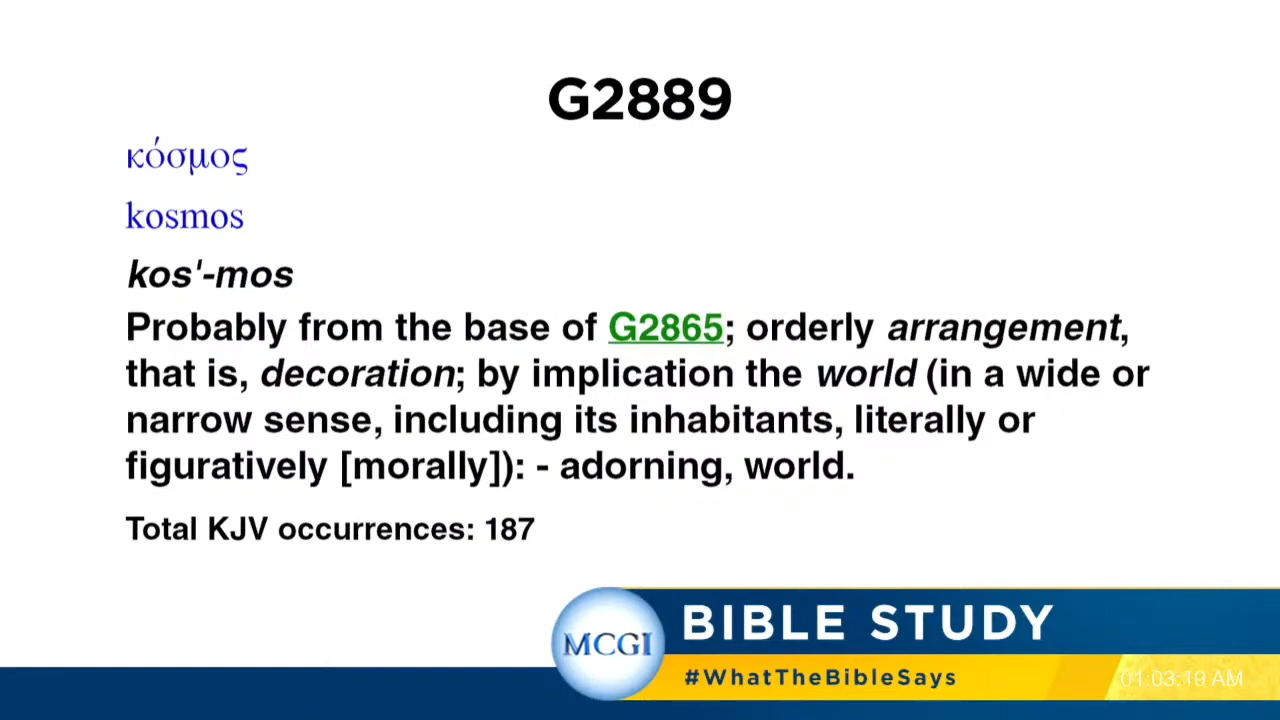 G2889
κόσμος
kosmos
kos'-mos
Probably from the base of G2865; orderly arrangement,
that is, decoration; by implication the world (in a wide or
narrow sense, including its inhabitants, literally or
figuratively [morally]): - adorning, world.
Total KJV occurrences: 187
MCGI
BIBLE STUDY
#WhatTheBibleSays
01:03:19 AM